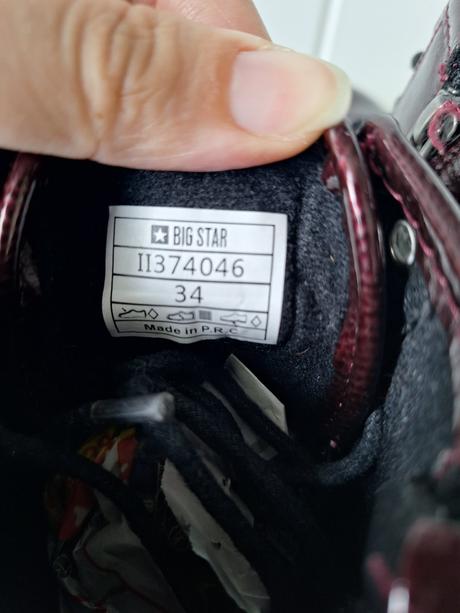 BIG STAR
II374046
34
Made in P.R.C